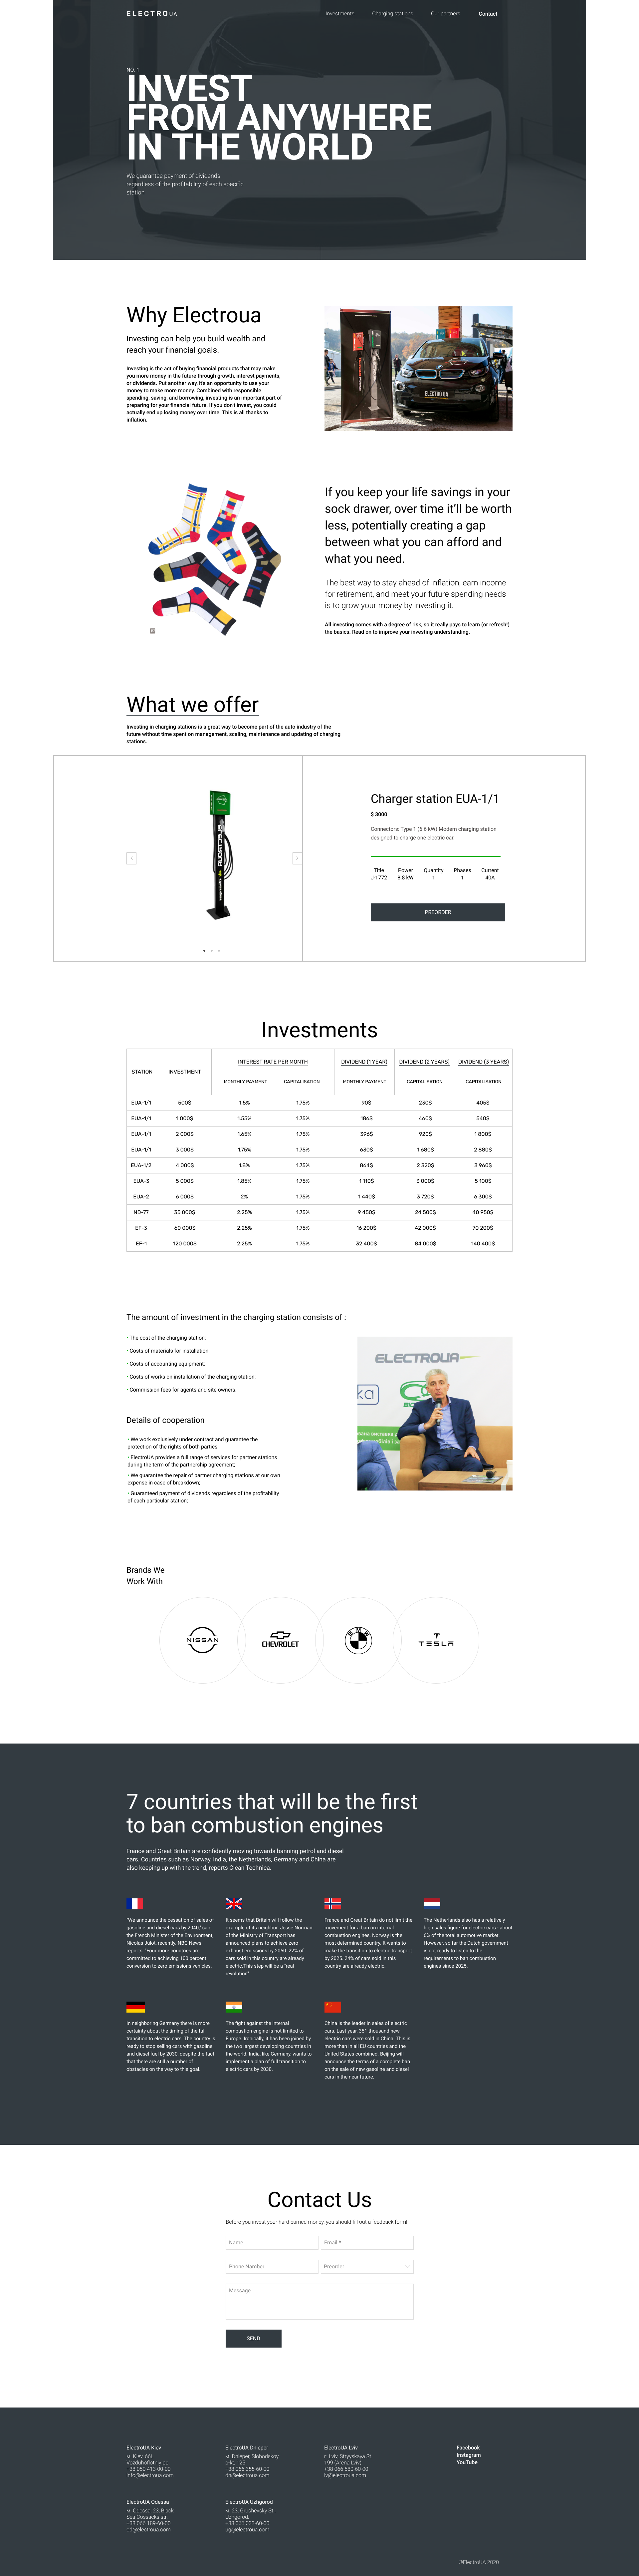 ELECTRO UA
Investments
Charging stations
Our partners
Contact
NO. 1
INVEST
FROM ANYWHERE
IN THE WORLD
We guarantee payment of dividends
regardless of the profitability of each specific
station
Why Electroua
Investing can help you build wealth and
reach your financial goals.
Investing is the act of buying financial products that may make
you more money in the future through growth, interest payments,
or dividends. Put another way, it's an opportunity to use your
money to make more money. Combined with responsible
spending, saving, and borrowing, investing is an important part of
preparing for your financial future. If you don't invest, you could
actually end up losing money over time. This is all thanks to
inflation.
ELECTRO UA
If you keep your life savings in your
sock drawer, over time it'll be worth
less, potentially creating a gap
between what you can afford and
what you need.
The best way to stay ahead of inflation, earn income
for retirement, and meet your future spending needs
is to grow your money by investing it.
All investing comes with a degree of risk, so it really pays to learn (or refresh!)
the basics. Read on to improve your investing understanding.
What we offer
Investing in charging stations is a great way to become part of the auto industry of the
future without time spent on management, scaling, maintenance and updating of charging
stations.
ELECTROUA
Charger station EUA-1/1
$ 3000
Connectors: Type 1 (6.6 kW) Modern charging station
designed to charge one electric car.
Title Power Quantity Phases Current
J-1772 8.8 kW 1 1 40A
PREORDER
Investments
STATION INVESTMENT INTEREST RATE PER MONTH DIVIDEND (1 YEAR) DIVIDEND (2 YEARS) DIVIDEND (3 YEARS)
MONTHLY PAYMENT CAPITALISATION MONTHLY PAYMENT CAPITALISATION CAPITALISATION
EUA-1/1 500$ 1.5% 1.75% 90$ 230$ 405$
EUA-1/1 1 000$ 1.55% 1.75% 186$ 460$ 540$
EUA-1/1 2 000$ 1.65% 1.75% 396$ 920$ 1 800$
EUA-1/1 3 000$ 1.75% 1.75% 630$ 1 680$ 2 880$
EUA-1/2 4 000$ 1.8% 1.75% 864$ 2 320$ 3 960$
EUA-3 5 000$ 1.85% 1.75% 1 110$ 3 000$ 5 100$
EUA-2 6 000$ 2% 1.75% 1 440$ 3 720$ 6 300$
ND-77 35 000$ 2.25% 1.75% 9 450$ 24 500$ 40 950$
EF-3 60 000$ 2.25% 1.75% 16 200$ 42 000$ 70 200$
EF-1 120 000$ 2.25% 1.75% 32 400$ 84 000$ 140 400$
The amount of investment in the charging station consists of :
· The cost of the charging station;
· Costs of materials for installation;
· Costs of accounting equipment;
· Costs of works on installation of the charging station;
· Commission fees for agents and site owners.
ELECTROUA
Details of cooperation
· We work exclusively under contract and guarantee the
protection of the rights of both parties;
· ElectroUA provides a full range of services for partner stations
during the term of the partnership agreement;
· We guarantee the repair of partner charging stations at our own
expense in case of breakdown;
· Guaranteed payment of dividends regardless of the profitability
of each particular station;
Brands We
Work With
NISSAN
CHEVROLET
BMW
TESLA
7 countries that will be the first
to ban combustion engines
France and Great Britain are confidently moving towards banning petrol and diesel
cars. Countries such as Norway, India, the Netherlands, Germany and China are
also keeping up with the trend, reports Clean Technica.
"We announce the cessation of sales of
gasoline and diesel cars by 2040," said
the French Minister of the Environment,
Nicolas Julot, recently. NBC News
reports: "Four more countries are
committed to achieving 100 percent
conversion to zero emissions vehicles.
It seems that Britain will follow the
example of its neighbor. Jesse Norman
of the Ministry of Transport has
announced plans to achieve zero
exhaust emissions by 2050. 22% of
cars sold in this country are already
electric.This step will be a "real
revolution"
France and Great Britain do not limit the
movement for a ban on internal
combustion engines. Norway is the
most determined country. It wants to
make the transition to electric transport
by 2025. 24% of cars sold in this
country are already electric.
The Netherlands also has a relatively
high sales figure for electric cars - about
6% of the total automotive market.
However, so far the Dutch government
is not ready to listen to the
requirements to ban combustion
engines since 2025.
In neighboring Germany there is more
certainty about the timing of the full
transition to electric cars. The country is
ready to stop selling cars with gasoline
and diesel fuel by 2030, despite the fact
that there are still a number of
obstacles on the way to this goal.
The fight against the internal
combustion engine is not limited to
Europe. Ironically, it has been joined by
the two largest developing countries in
the world. India, like Germany, wants to
implement a plan of full transition to
electric cars by 2030.
China is the leader in sales of electric
cars. Last year, 351 thousand new
electric cars were sold in China. This is
more than in all EU countries and the
United States combined. Beijing will
announce the terms of a complete ban
on the sale of new gasoline and diesel
cars in the near future.
Contact Us
Before you invest your hard-earned money, you should fill out a feedback form!
Name
Email *
Phone Namber
Preorder
Message
SEND
ElectroUA Kiev
м. Kiev, 66L
Vozduhoflotniy pp.
+38 050 413-00-00
info@electroua.com
ElectroUA Dnieper
м. Dnieper, Slobodskoy
p-kt, 125
+38 066 355-60-00
dn@electroua.com
ElectroUA Lviv
г. Lviv, Stryyskaya St.
199 (Arena Lviv)
+38 066 680-60-00
lv@electroua.com
Facebook
Instagram
YouTube
ElectroUA Odessa
м. Odessa, 23, Black
Sea Cossacks str.
+38 066 189-60-00
od@electroua.com
ElectroUA Uzhgorod
м. 23, Grushevsky St.,
Uzhgorod
+38 066 033-60-00
ug@electroua.com
©ElectroUA 2020